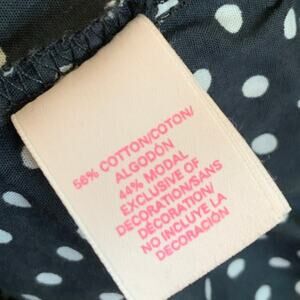 56% COTTON/COTON/
ALGODÓN
44% MODAL
EXCLUSIVE OF
DECORATION/SANS
DÉCORATION/
NO INCLUYE LA
DECORACIÓN